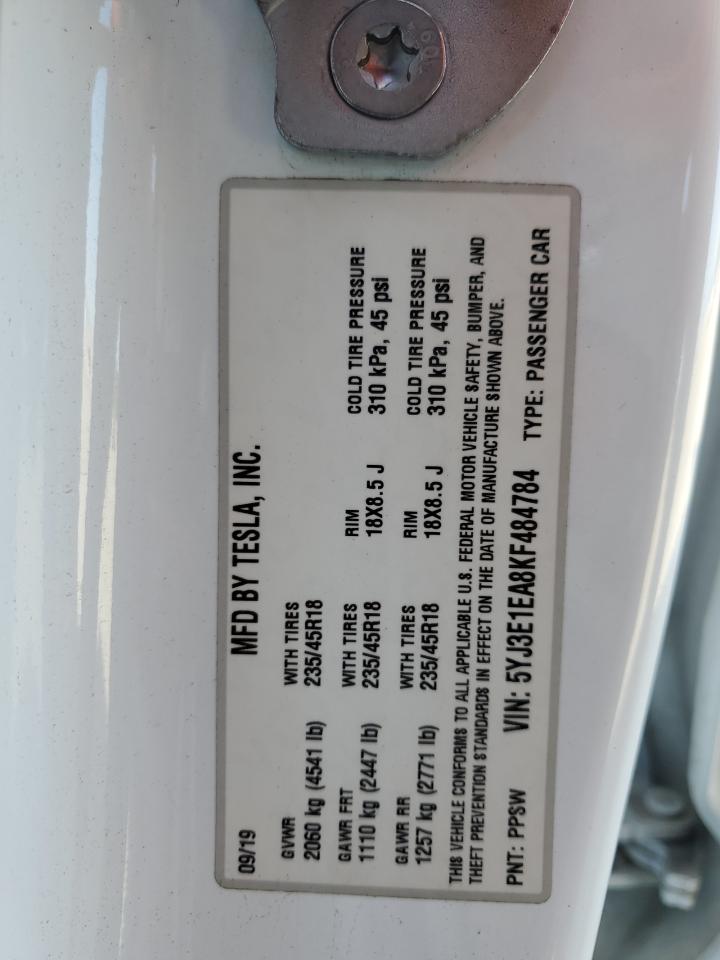 MFD BY TESLA, INC.
09/19
GVWR WITH TIRES
2060 kg (4541 lb) 235/45R18
GAWR FRT WITH TIRES RIM COLD TIRE PRESSURE
1110 kg (2447 lb) 235/45R18 18X8.5 J 310 kPa, 45 psi
GAWR RR WITH TIRES RIM COLD TIRE PRESSURE
1257 kg (2771 lb) 235/45R18 18X8.5 J 310 kPa, 45 psi
THIS VEHICLE CONFORMS TO ALL APPLICABLE U.S. FEDERAL MOTOR VEHICLE SAFETY, BUMPER, AND
THEFT PREVENTION STANDARDS IN EFFECT ON THE DATE OF MANUFACTURE SHOWN ABOVE.
PNT: PPSW VIN: 5YJ3E1EA8KF484784 TYPE: PASSENGER CAR